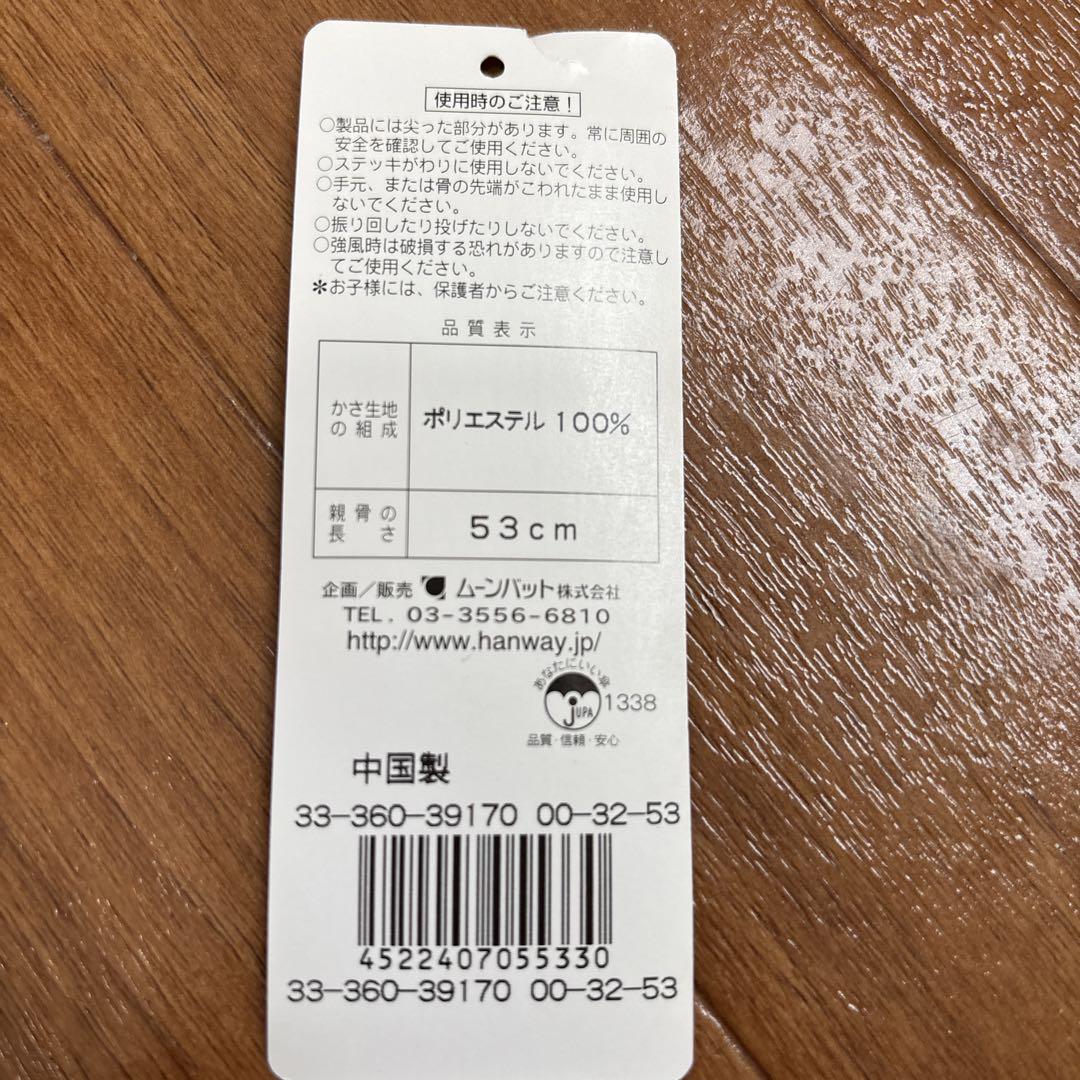 使用時のご注意!
○製品には尖った部分があります。常に周囲の
安全を確認してご使用ください。
○ステッキがわりに使用しないでください。
○手元、または骨の先端がこわれたまま使用し
ないでください。
○振り回したり投げたりしないでください。
○強風時は破損する恐れがありますので注意し
てご使用ください。
＊お子様には、保護者からご注意ください。
品質表示
かさ生地
の組成
ポリエステル 100%
親骨の
長さ
53cm
企画／販売 ムーンバット株式会社
TEL. 03-3556-6810
http://www.hanway.jp/
あなたにいい傘
JUPA
1338
品質・信頼・安心
中国製
33-360-39170 00-32-53
4522407055330
33-360-39170 00-32-53